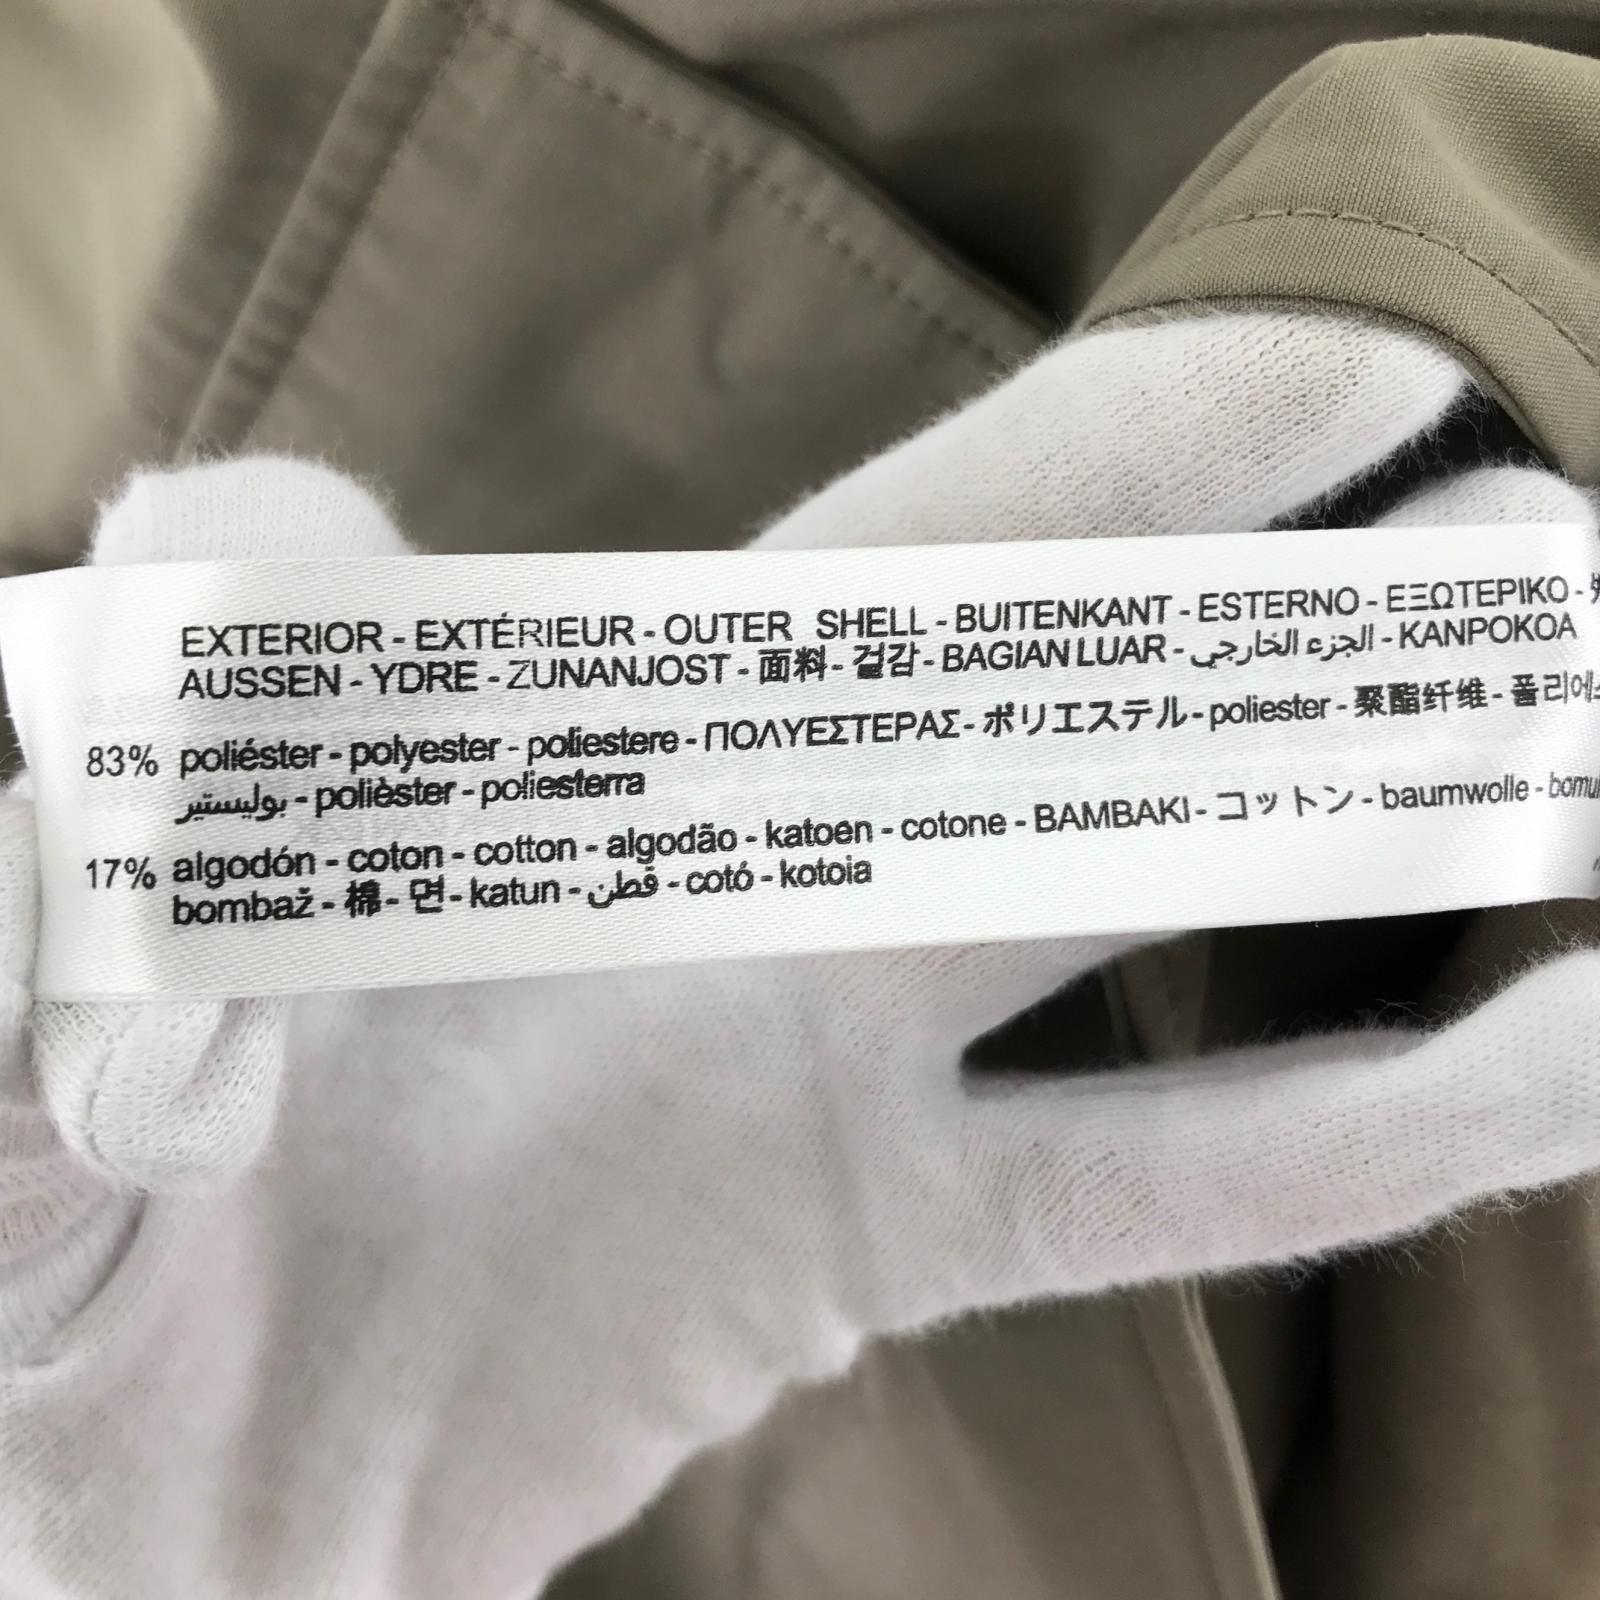 EXTERIOR - EXTÉRIEUR - OUTER SHELL - BUITENKANT - ESTERNO - ΕΞΩΤΕΡΙΚΟ -
AUSSEN - YDRE - ZUNANJOST - 面料 - 겉감 - BAGIAN LUAR - الجزء الخارجي - KANPOKOA
83% poliéster - polyester - poliestere - ΠΟΛΥΕΣΤΕΡΑΣ - ポリエステル - poliester - 聚酯纤维 -
بوليستير - polièster - poliesterra
17% algodón - coton - cotton - algodão - katoen - cotone - BAMBAKI - コットン - baumwolle -
bombaž - 棉 - 면 - katun - قطن - cotó - kotoia